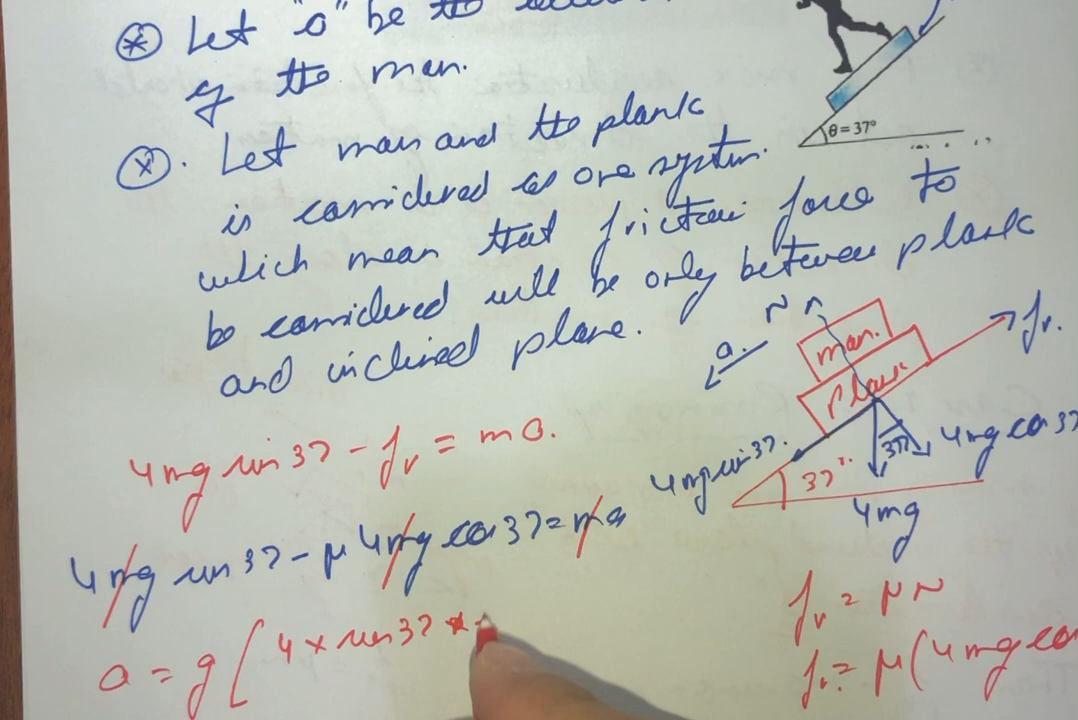 ⊛ Let "a" be the
of the man.
θ = 37°
⊗. Let man and the plank
is considered as one system.
which mean that friction force to
be considered will be only between plank
and inclined plane.
N
a.
man.
Plank
fr.
4mg sin 37 - fr = ma.
4mg sin 37.
37°.
37
4mg cos 37
4mg
4mg sin 37 - μ 4mg cos 37 = ma
fr = μN
a = g [ 4 × sin 37
fr = μ(4mg cos